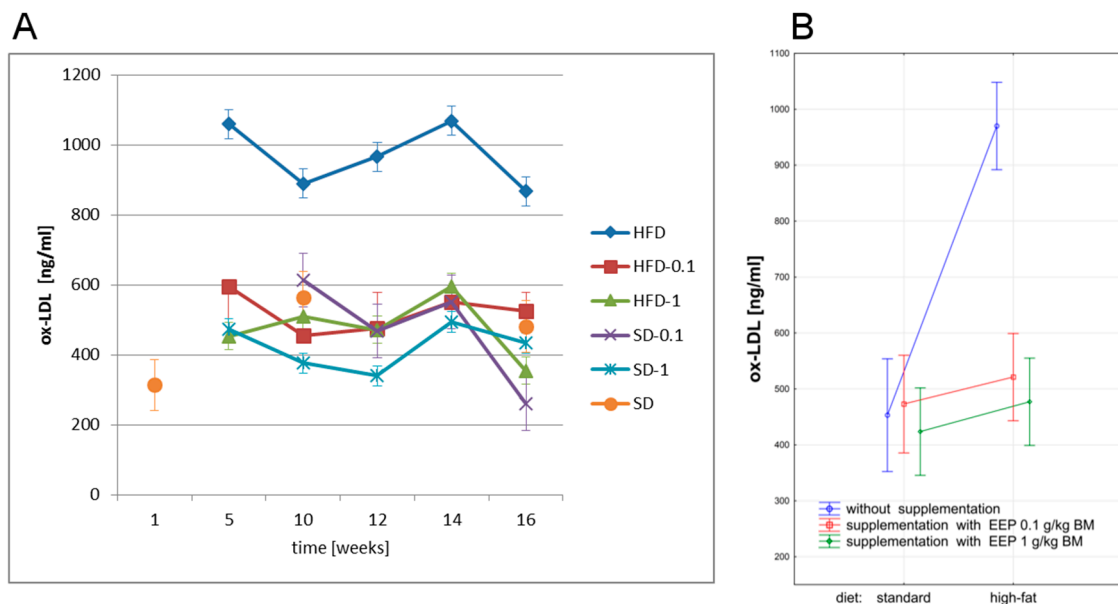 A
1200
1000
800
600
400
200
0
ox-LDL [ng/ml]
1 5 10 12 14 16
time [weeks]
HFD
HFD-0.1
HFD-1
SD-0.1
SD-1
SD
B
1100
1000
900
800
700
600
500
400
300
200
ox-LDL [ng/ml]
without supplementation
supplementation with EEP 0.1 g/kg BM
supplementation with EEP 1 g/kg BM
diet: standard high-fat